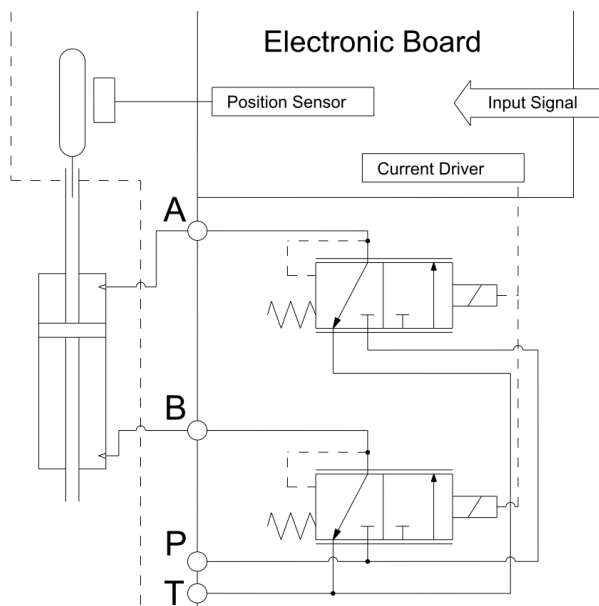 Electronic Board
Position Sensor
Input Signal
Current Driver
A
B
P
T